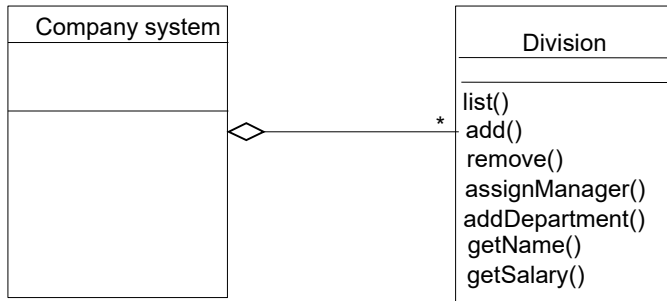 Company system
Division
*
list()
add()
remove()
assignManager()
addDepartment()
getName()
getSalary()